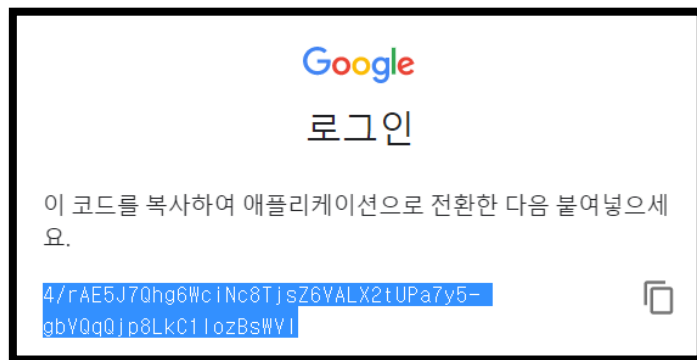 Google
로그인
이 코드를 복사하여 애플리케이션으로 전환한 다음 붙여넣으세
요.
4/rAE5J7Qhg6WciNc8TjsZ6VALX2tUPa7y5-
gbVQqQjp8LkC1lozBsWVI